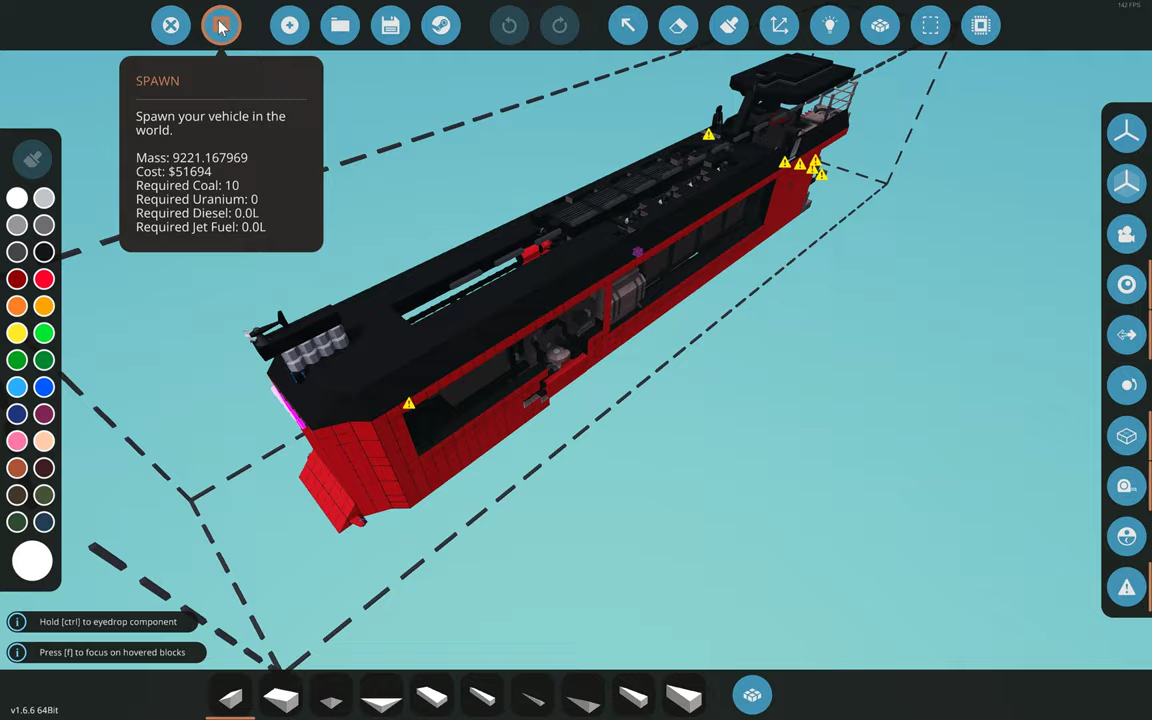 142 FPS
SPAWN
Spawn your vehicle in the
world.
Mass: 9221.167969
Cost: $51694
Required Coal: 10
Required Uranium: 0
Required Diesel: 0.0L
Required Jet Fuel: 0.0L
Hold [ctrl] to eyedrop component
Press [f] to focus on hovered blocks
v1.6.6 64Bit